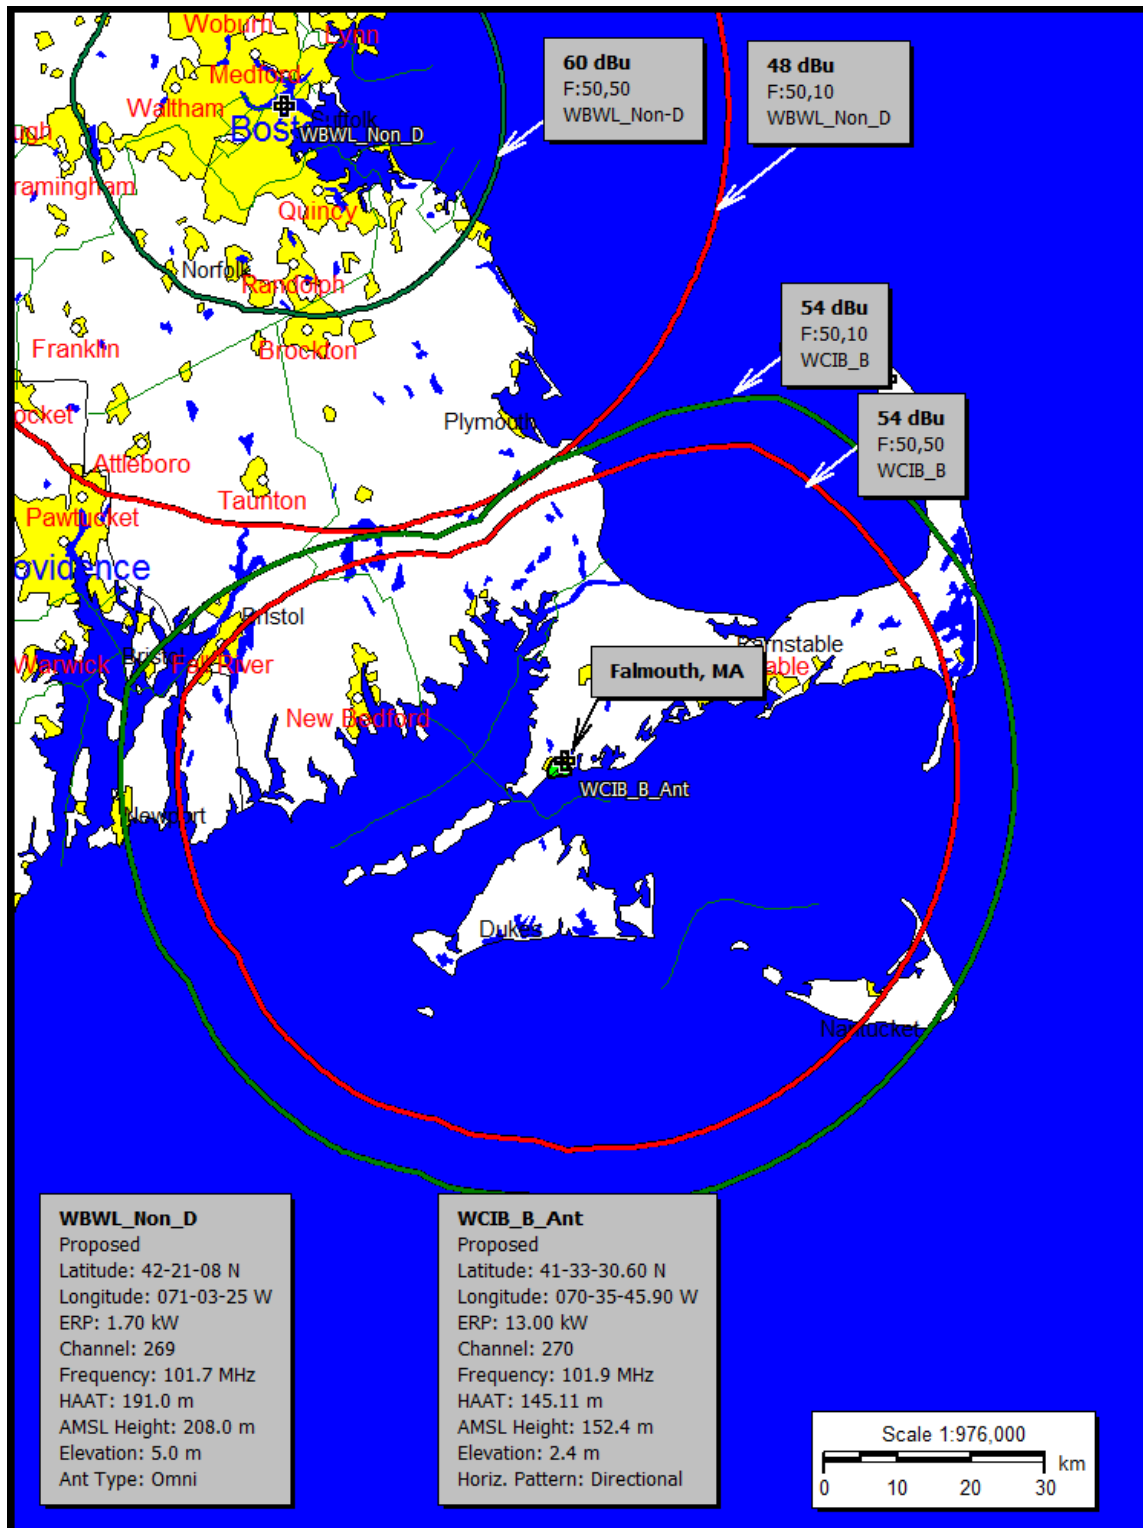 Woburn
Lynn
Medford
Waltham
Suffolk
Bost
WBWL_Non_D
ugh
ramingham
Quincy
Norfolk
Randolph
Franklin
Brockton
60 dBu
F:50,50
WBWL_Non-D
48 dBu
F:50,10
WBWL_Non_D
54 dBu
F:50,10
WCIB_B
54 dBu
F:50,50
WCIB_B
ocket
Plymouth
Attleboro
Taunton
Pawtucket
ovidence
Bristol
Barnstable
Warwick
Bristol
Fall River
able
Falmouth, MA
New Bedford
WCIB_B_Ant
Newport
Dukes
Nantucket
WBWL_Non_D
Proposed
Latitude: 42-21-08 N
Longitude: 071-03-25 W
ERP: 1.70 kW
Channel: 269
Frequency: 101.7 MHz
HAAT: 191.0 m
AMSL Height: 208.0 m
Elevation: 5.0 m
Ant Type: Omni
WCIB_B_Ant
Proposed
Latitude: 41-33-30.60 N
Longitude: 070-35-45.90 W
ERP: 13.00 kW
Channel: 270
Frequency: 101.9 MHz
HAAT: 145.11 m
AMSL Height: 152.4 m
Elevation: 2.4 m
Horiz. Pattern: Directional
Scale 1:976,000
km
0 10 20 30